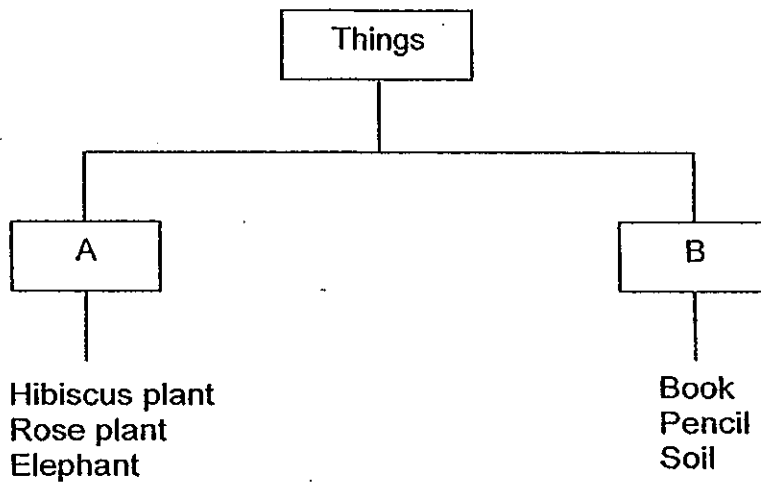 Things
A
B
Hibiscus plant
Rose plant
Elephant
Book
Pencil
Soil